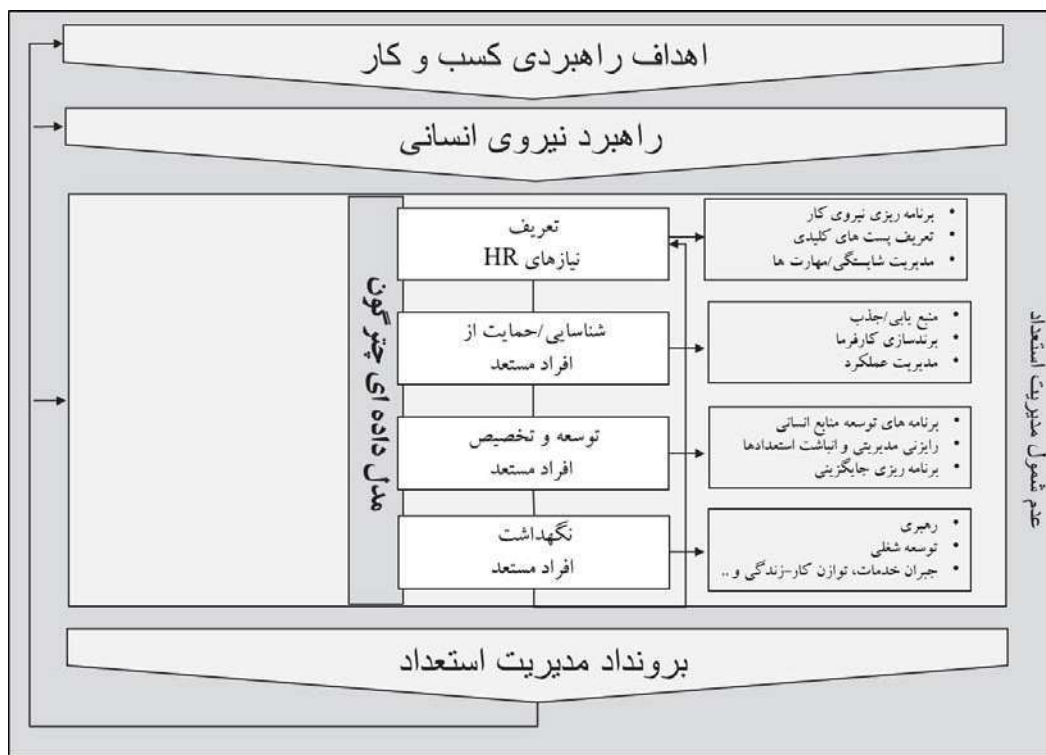 اهداف راهبردی کسب و کار
راهبرد نیروی انسانی
مدل داده ای چترگون
تعریف
نیازهای HR
• برنامه ریزی نیروی کار
• تعریف پست های کلیدی
• مدیریت شایستگی/مهارت ها
شناسایی/حمایت از
افراد مستعد
• منبع یابی/جذب
• برندسازی کارفرما
• مدیریت عملکرد
توسعه و تخصیص
افراد مستعد
• برنامه های توسعه منابع انسانی
• رایزنی مدیریتی و انباشت استعدادها
• برنامه ریزی جایگزینی
نگهداشت
افراد مستعد
• رهبری
• توسعه شغلی
• جبران خدمات، توازن کار-زندگی و ..
عدم شمول مدیریت استعداد
برونداد مدیریت استعداد